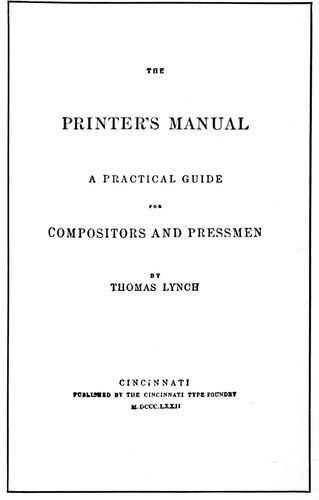 THE
PRINTER'S MANUAL
A PRACTICAL GUIDE
FOR
COMPOSITORS AND PRESSMEN
BY
THOMAS LYNCH
CINCINNATI
PUBLISHED BY THE CINCINNATI TYPE-FOUNDRY
M.DCCC.LXXII